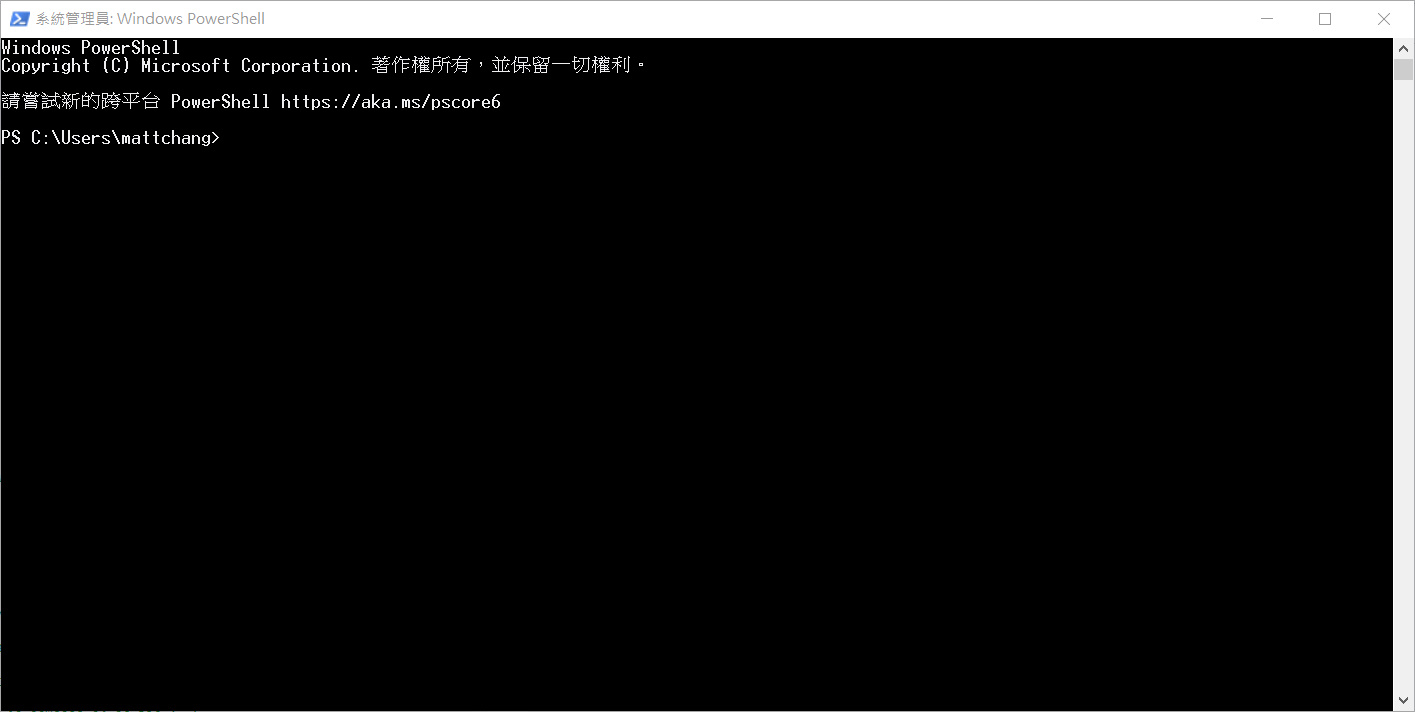 系統管理員: Windows PowerShell
Windows PowerShell
Copyright (C) Microsoft Corporation. 著作權所有，並保留一切權利。
請嘗試新的跨平台 PowerShell https://aka.ms/pscore6
PS C:\Users\mattchang>